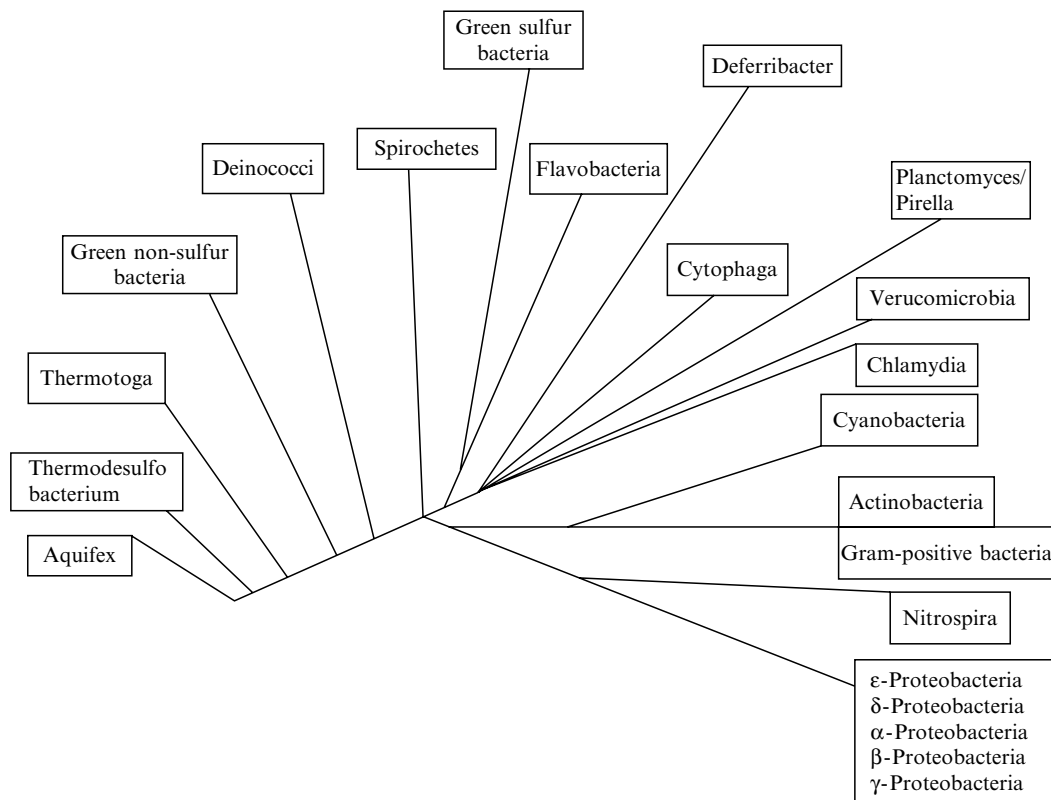 Green sulfur
bacteria
Deferribacter
Spirochetes
Deinococci
Flavobacteria
Planctomyces/
Pirella
Green non-sulfur
bacteria
Cytophaga
Verucomicrobia
Thermotoga
Chlamydia
Cyanobacteria
Thermodesulfo
bacterium
Actinobacteria
Aquifex
Gram-positive bacteria
Nitrospira
ε-Proteobacteria
δ-Proteobacteria
α-Proteobacteria
β-Proteobacteria
γ-Proteobacteria